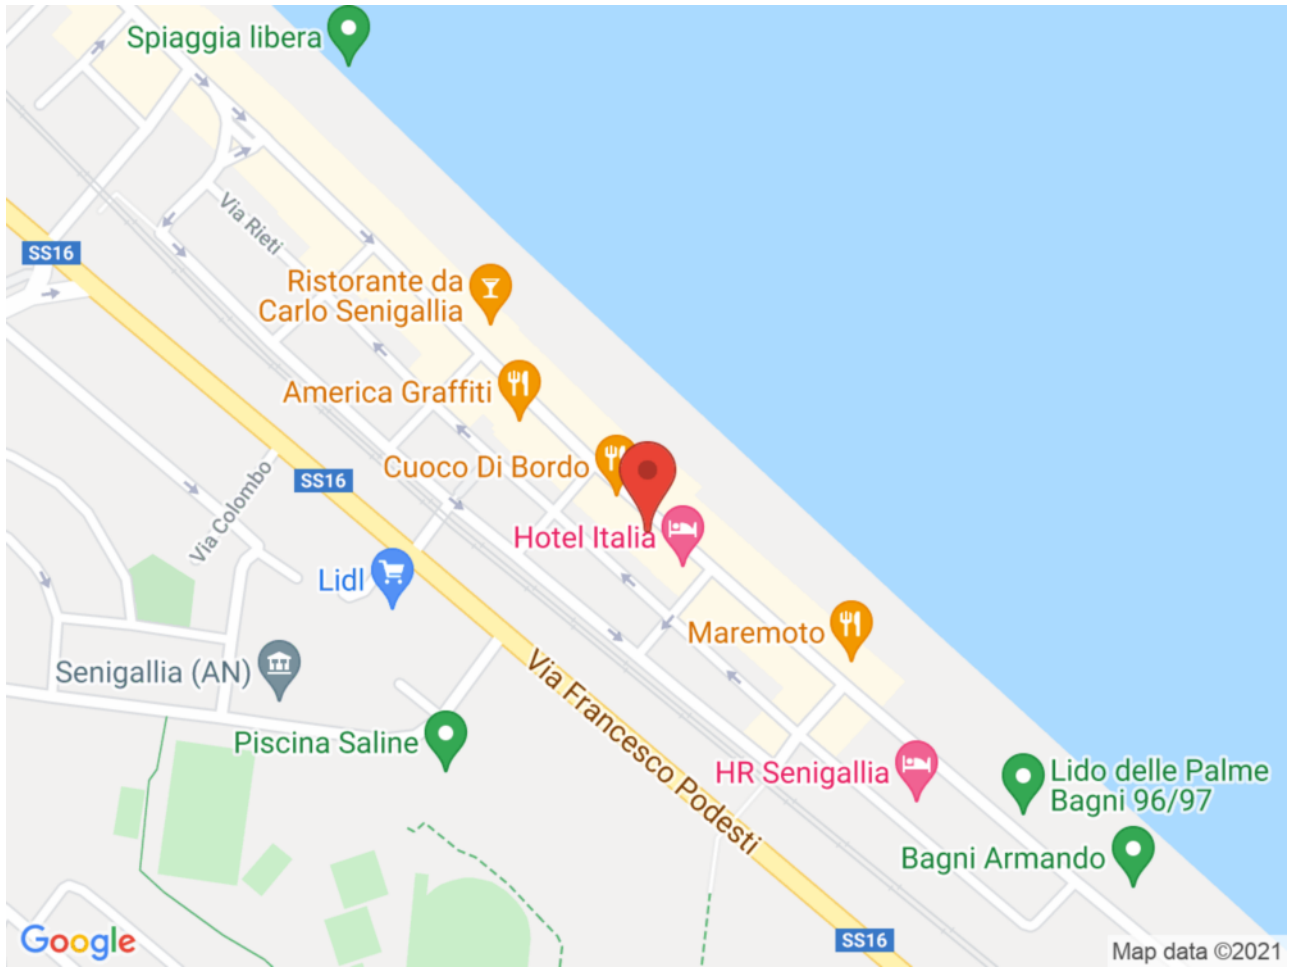 Spiaggia libera
Via Rieti
SS16
Ristorante da
Carlo Senigallia
America Graffiti
Cuoco Di Bordo
Via Colombo
SS16
Hotel Italia
Lidl
Maremoto
Senigallia (AN)
Via Francesco Podesti
Piscina Saline
HR Senigallia
Lido delle Palme
Bagni 96/97
Bagni Armando
SS16
Google
Map data ©2021